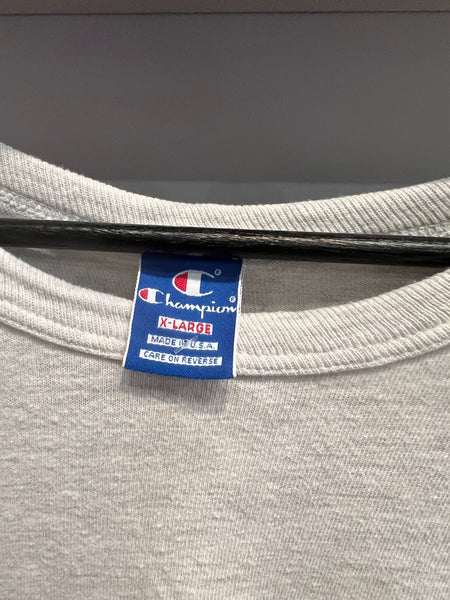 ®
Champion®
X-LARGE
MADE IN U.S.A
CARE ON REVERSE